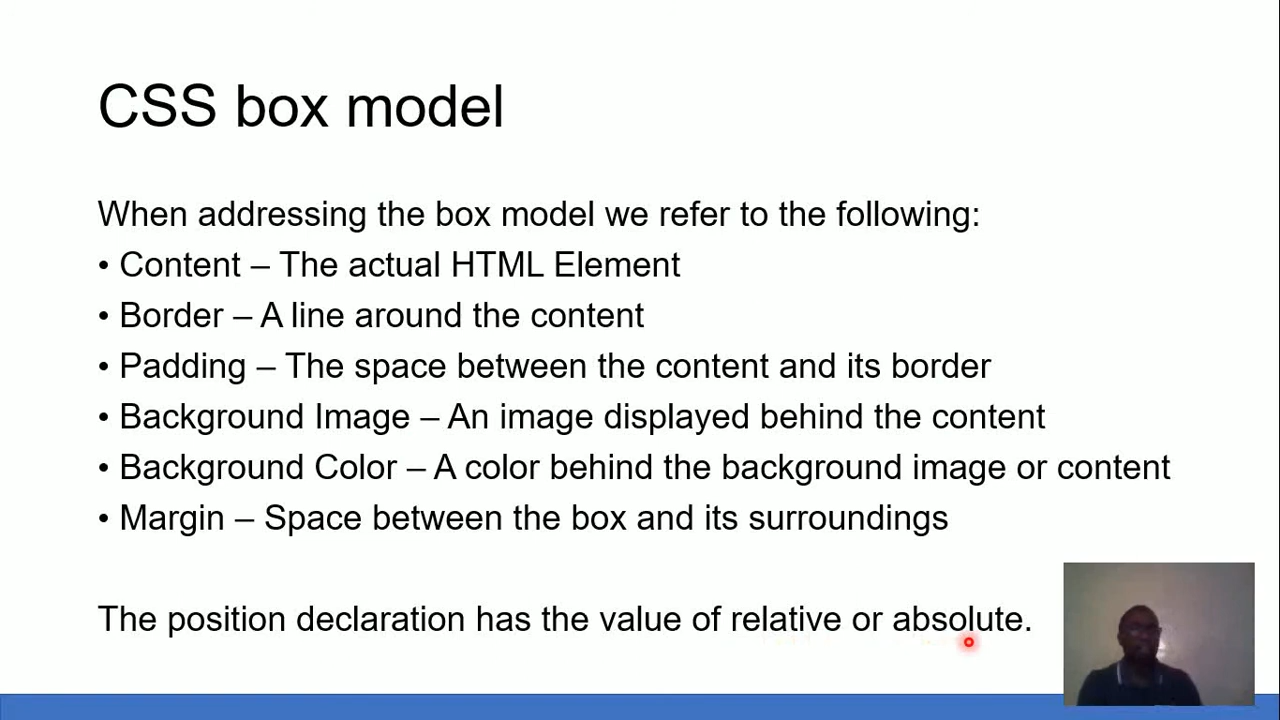 CSS box model
When addressing the box model we refer to the following:
• Content – The actual HTML Element
• Border – A line around the content
• Padding – The space between the content and its border
• Background Image – An image displayed behind the content
• Background Color – A color behind the background image or content
• Margin – Space between the box and its surroundings
The position declaration has the value of relative or absolute.